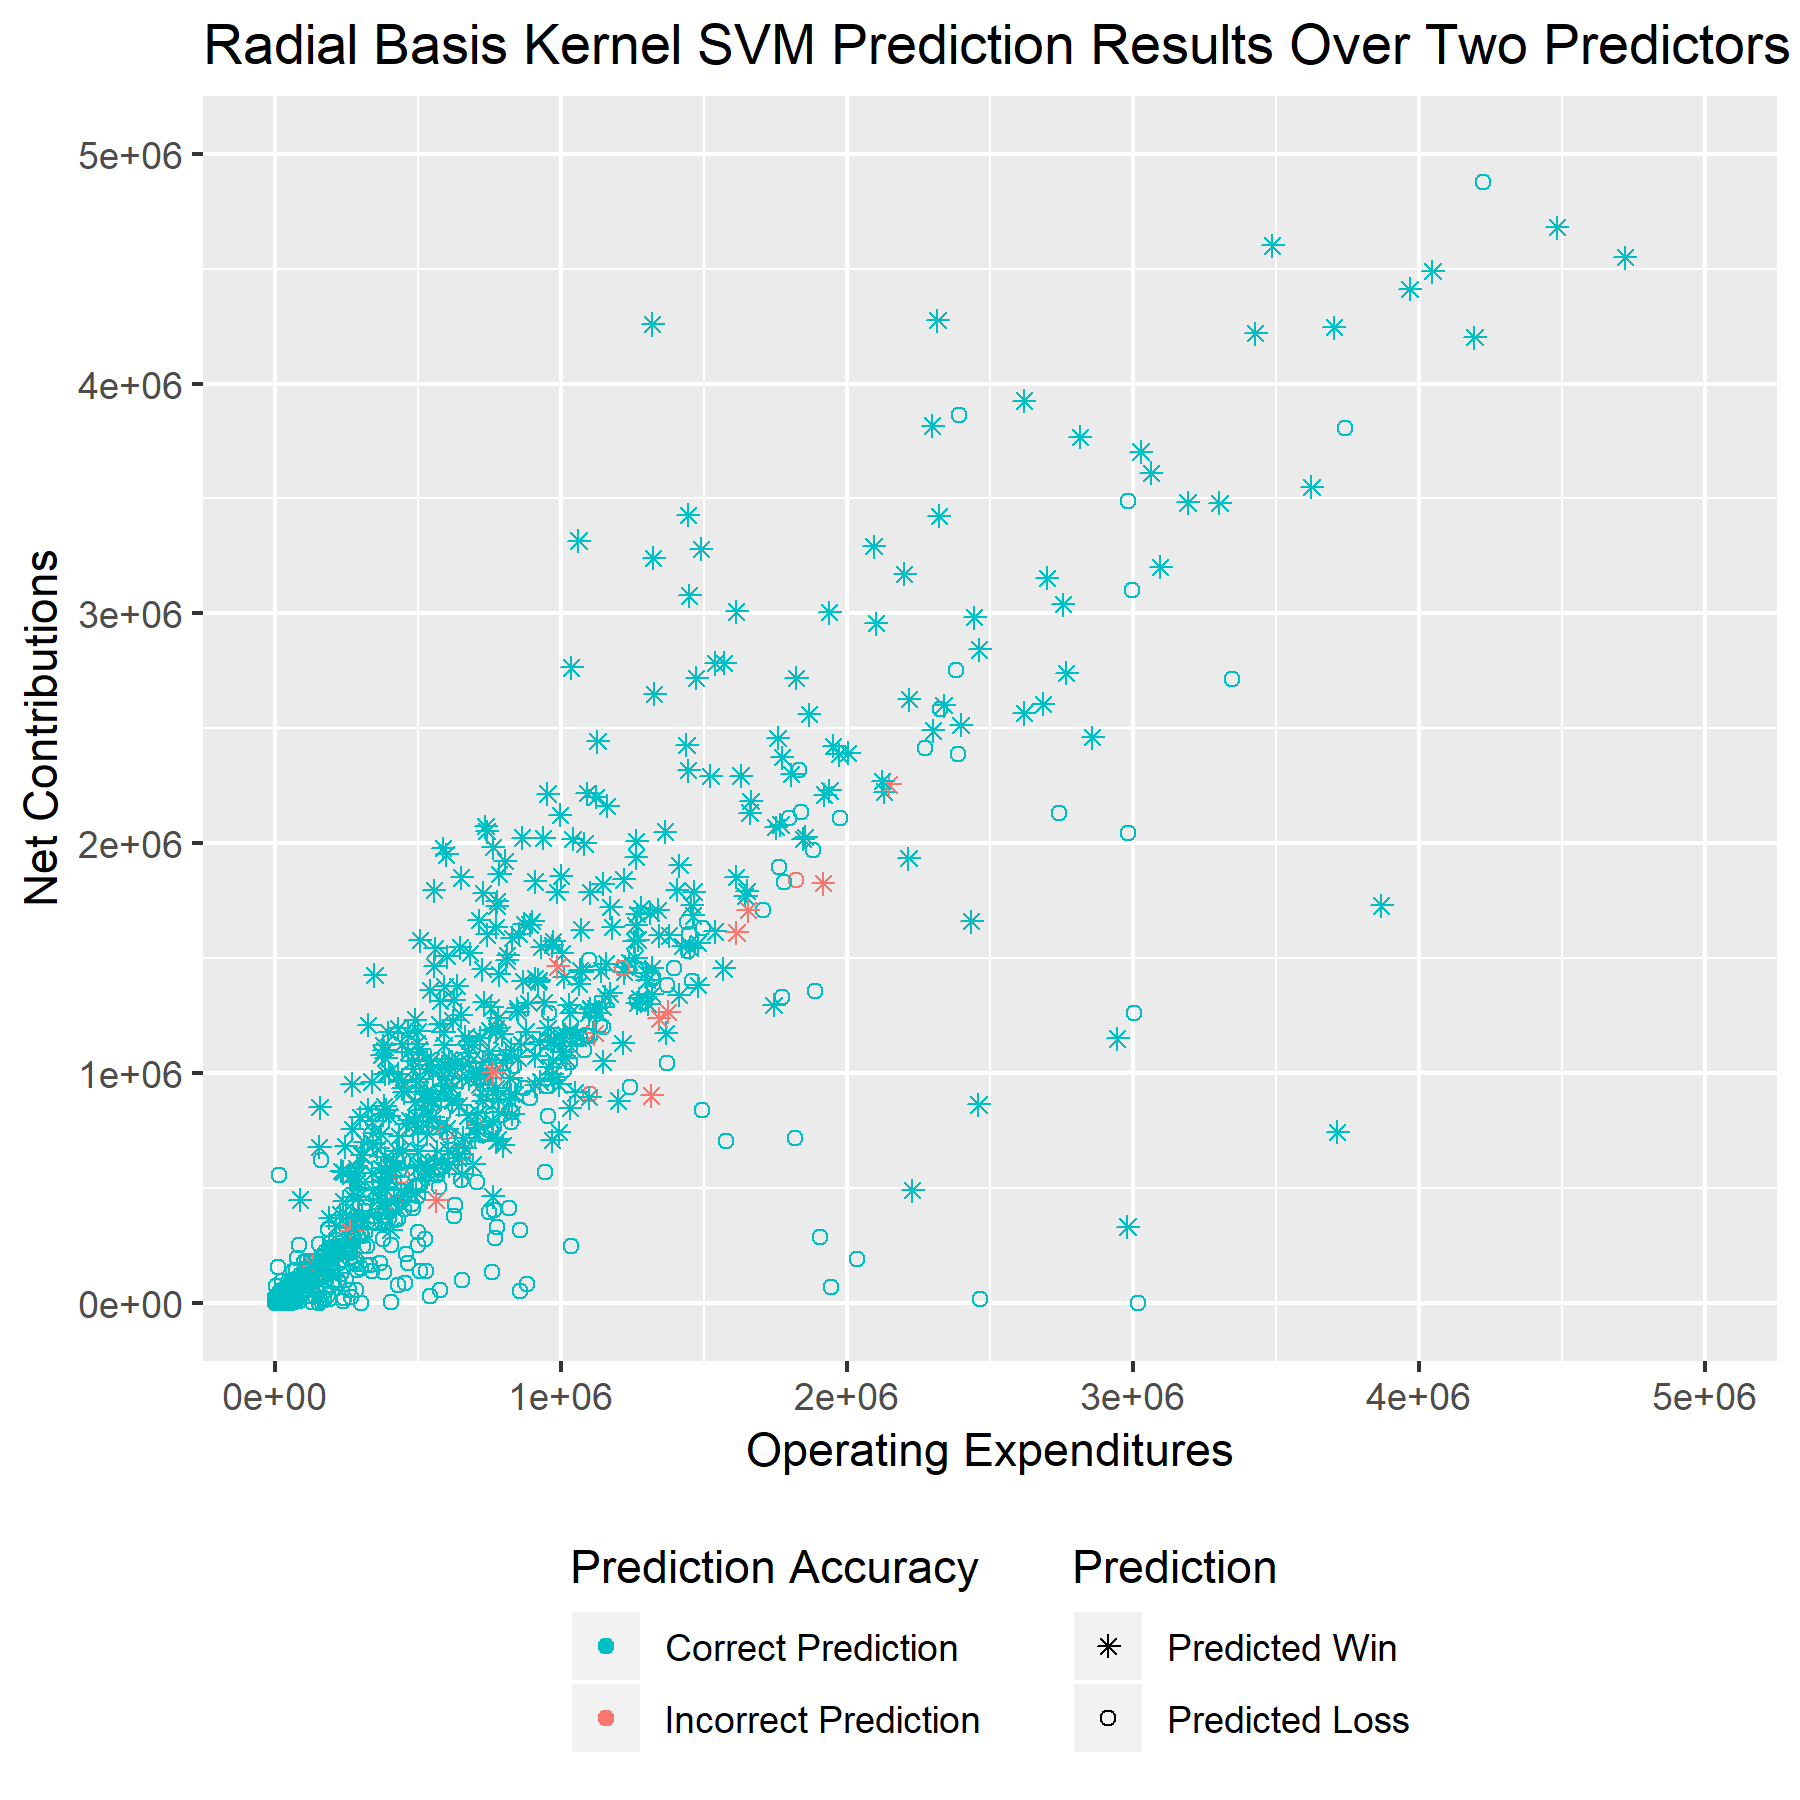 Radial Basis Kernel SVM Prediction Results Over Two Predictors
5e+06
4e+06
3e+06
2e+06
1e+06
0e+00
Net Contributions
0e+00 1e+06 2e+06 3e+06 4e+06 5e+06
Operating Expenditures
Prediction Accuracy
Correct Prediction
Incorrect Prediction
Prediction
Predicted Win
Predicted Loss